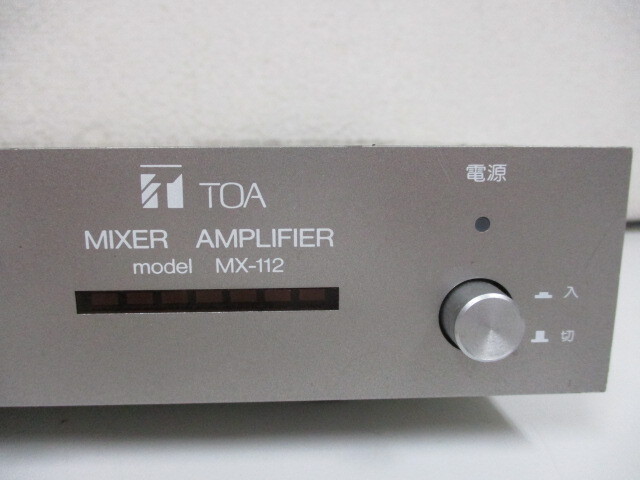 TOA
MIXER AMPLIFIER
model MX-112
電源
入
切